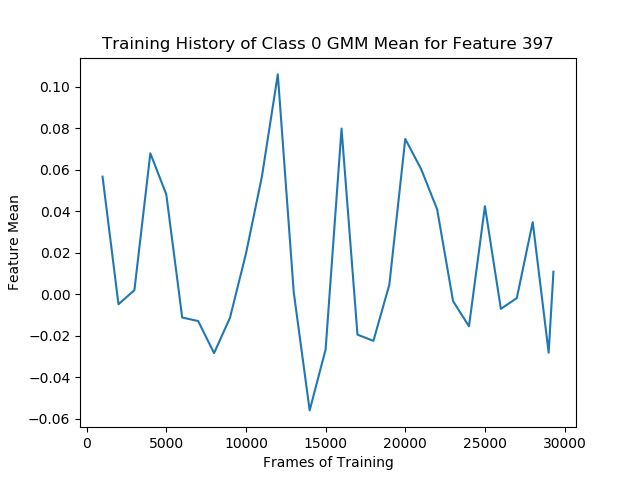 Training History of Class 0 GMM Mean for Feature 397
0.10
0.08
0.06
0.04
0.02
0.00
−0.02
−0.04
−0.06
Feature Mean
0 5000 10000 15000 20000 25000 30000
Frames of Training